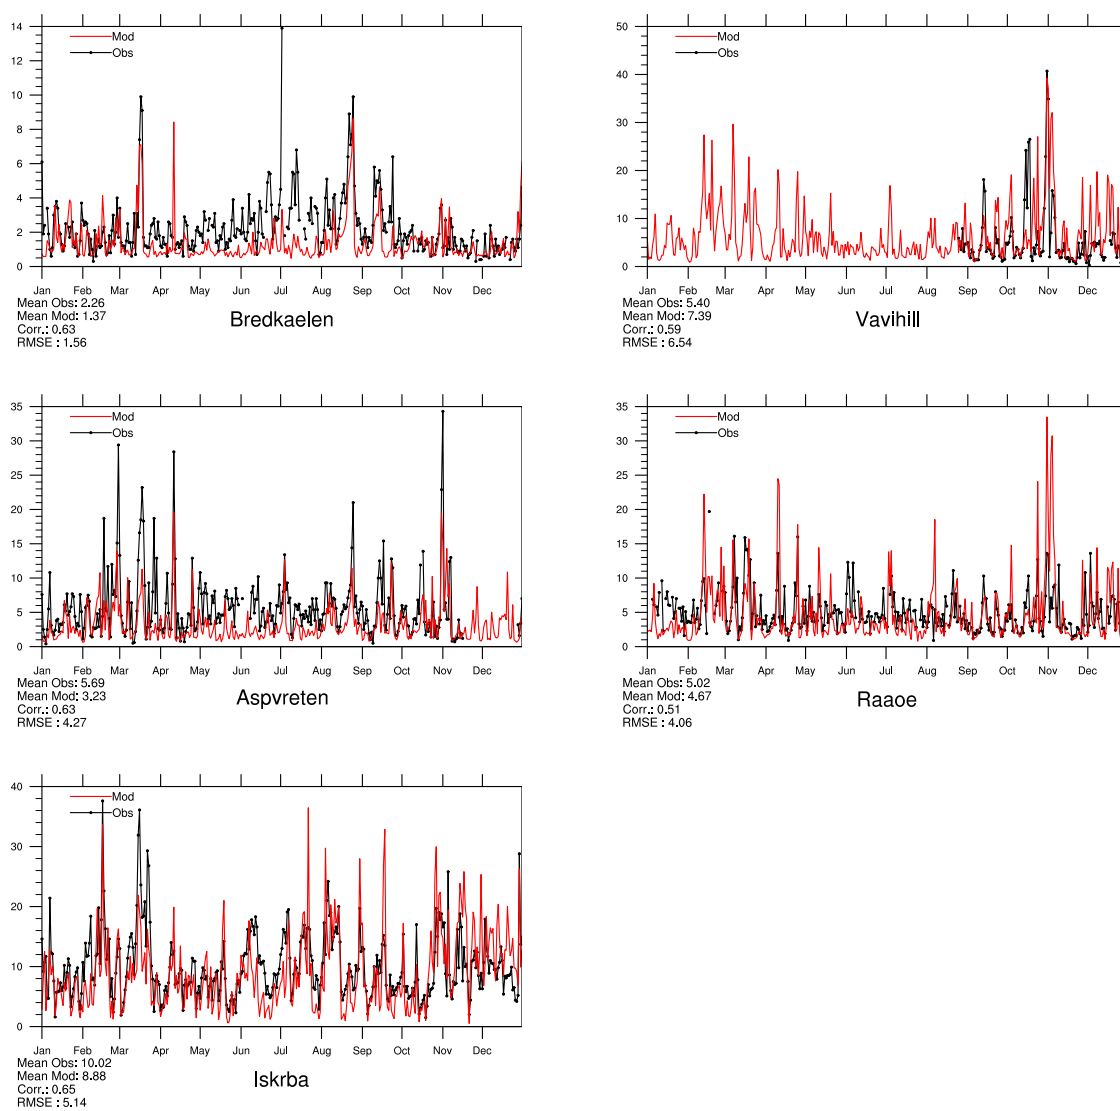 14
12
10
8
6
4
2
0
Mod
Obs
Jan Feb Mar Apr May Jun Jul Aug Sep Oct Nov Dec
Mean Obs: 2.26
Mean Mod: 1.37
Corr.: 0.63
RMSE : 1.56
Bredkaelen
50
40
30
20
10
0
Mod
Obs
Jan Feb Mar Apr May Jun Jul Aug Sep Oct Nov Dec
Mean Obs: 5.40
Mean Mod: 7.39
Corr.: 0.59
RMSE : 6.54
Vavihill
35
30
25
20
15
10
5
0
Mod
Obs
Jan Feb Mar Apr May Jun Jul Aug Sep Oct Nov Dec
Mean Obs: 5.69
Mean Mod: 3.23
Corr.: 0.63
RMSE : 4.27
Aspvreten
35
30
25
20
15
10
5
0
Mod
Obs
Jan Feb Mar Apr May Jun Jul Aug Sep Oct Nov Dec
Mean Obs: 5.02
Mean Mod: 4.67
Corr.: 0.51
RMSE : 4.06
Raaoe
40
30
20
10
0
Mod
Obs
Jan Feb Mar Apr May Jun Jul Aug Sep Oct Nov Dec
Mean Obs: 10.02
Mean Mod: 8.88
Corr.: 0.65
RMSE : 5.14
Iskrba